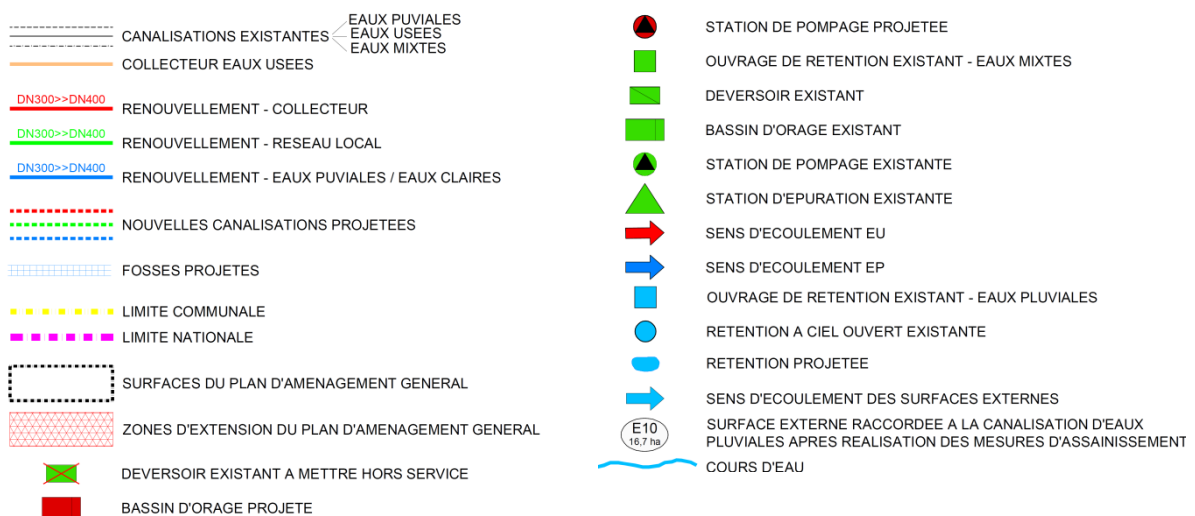 EAUX PUVIALES
CANALISATIONS EXISTANTES EAUX USEES
EAUX MIXTES
COLLECTEUR EAUX USEES
DN300>>DN400
RENOUVELLEMENT - COLLECTEUR
DN300>>DN400
RENOUVELLEMENT - RESEAU LOCAL
DN300>>DN400
RENOUVELLEMENT - EAUX PUVIALES / EAUX CLAIRES
NOUVELLES CANALISATIONS PROJETEES
FOSSES PROJETES
LIMITE COMMUNALE
LIMITE NATIONALE
SURFACES DU PLAN D'AMENAGEMENT GENERAL
ZONES D'EXTENSION DU PLAN D'AMENAGEMENT GENERAL
DEVERSOIR EXISTANT A METTRE HORS SERVICE
BASSIN D'ORAGE PROJETE
STATION DE POMPAGE PROJETEE
OUVRAGE DE RETENTION EXISTANT - EAUX MIXTES
DEVERSOIR EXISTANT
BASSIN D'ORAGE EXISTANT
STATION DE POMPAGE EXISTANTE
STATION D'EPURATION EXISTANTE
SENS D'ECOULEMENT EU
SENS D'ECOULEMENT EP
OUVRAGE DE RETENTION EXISTANT - EAUX PLUVIALES
RETENTION A CIEL OUVERT EXISTANTE
RETENTION PROJETEE
SENS D'ECOULEMENT DES SURFACES EXTERNES
E10
16,7 ha
SURFACE EXTERNE RACCORDEE A LA CANALISATION D'EAUX
PLUVIALES APRES REALISATION DES MESURES D'ASSAINISSEMENT
COURS D'EAU